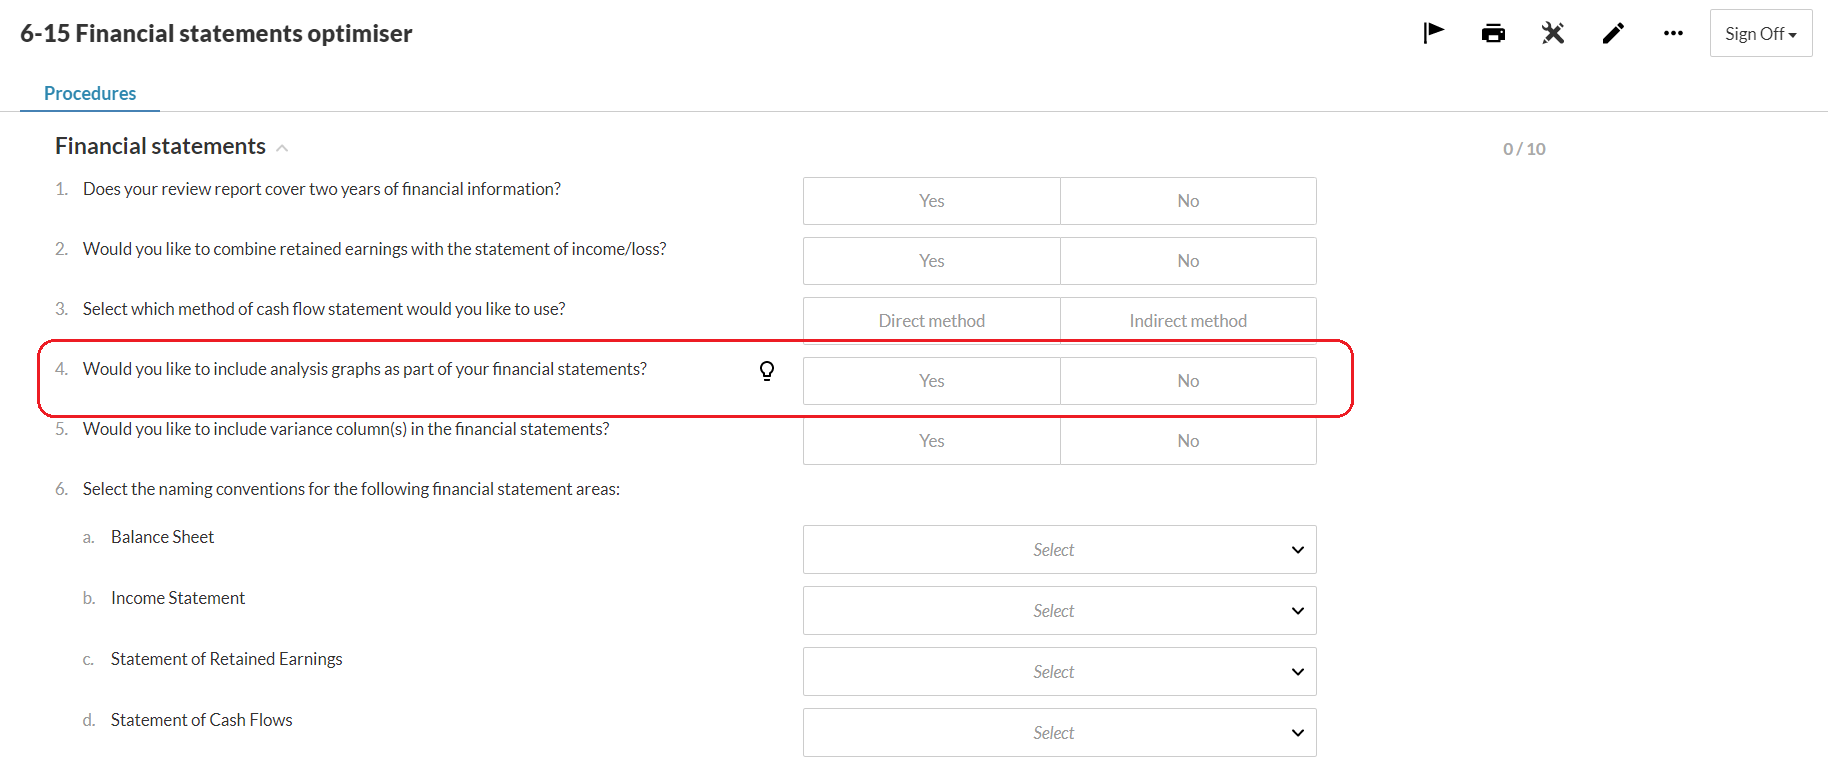 6-15 Financial statements optimiser
Sign Off
Procedures
Financial statements
0 / 10
1. Does your review report cover two years of financial information?
Yes No
2. Would you like to combine retained earnings with the statement of income/loss?
Yes No
3. Select which method of cash flow statement would you like to use?
Direct method Indirect method
4. Would you like to include analysis graphs as part of your financial statements?
Yes No
5. Would you like to include variance column(s) in the financial statements?
Yes No
6. Select the naming conventions for the following financial statement areas:
a. Balance Sheet
Select
b. Income Statement
Select
c. Statement of Retained Earnings
Select
d. Statement of Cash Flows
Select